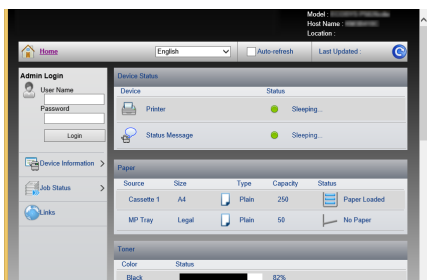 Model :
Host Name :
Location :
Home English Auto-refresh Last Updated :
Admin Login
User Name
Password
Login
Device Information
Job Status
Links
Device Status
Device Status
Printer Sleeping...
Status Message Sleeping...
Paper
Source Size Type Capacity Status
Cassette 1 A4 Plain 250 Paper Loaded
MP Tray Legal Plain 50 No Paper
Toner
Color Status
Black 82%